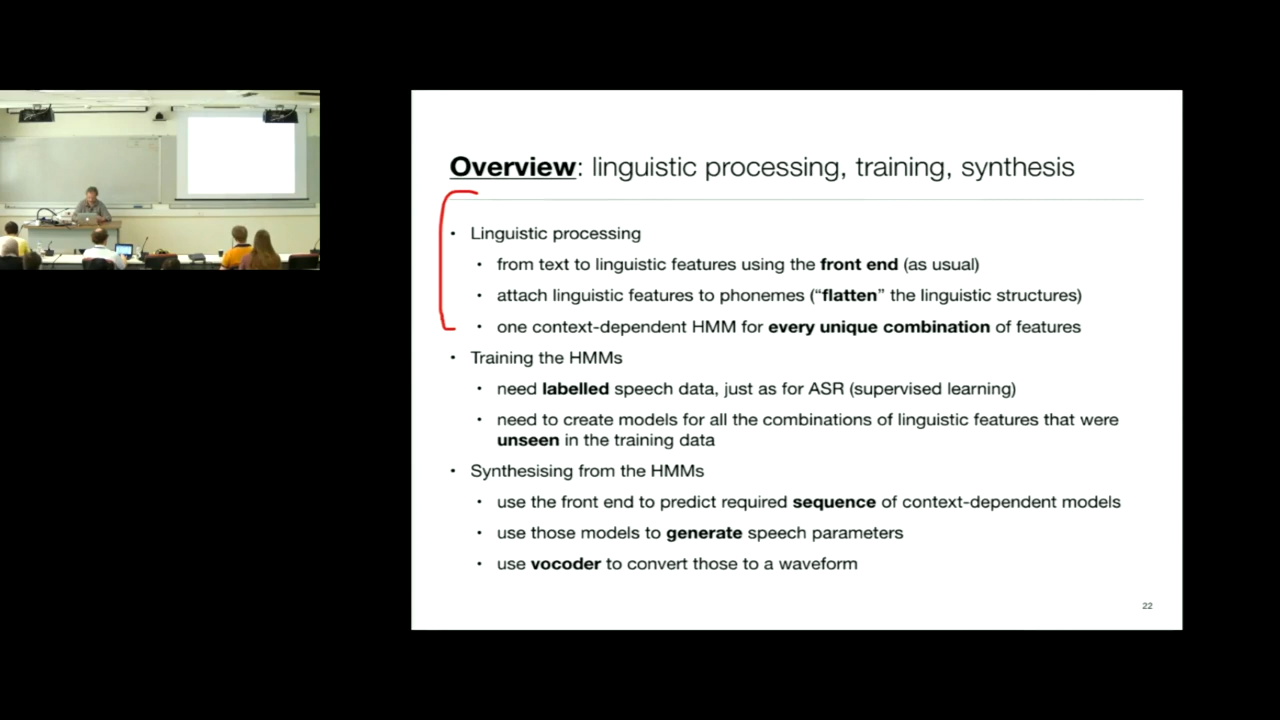 Overview: linguistic processing, training, synthesis
• Linguistic processing
• from text to linguistic features using the front end (as usual)
• attach linguistic features to phonemes (“flatten” the linguistic structures)
• one context-dependent HMM for every unique combination of features
• Training the HMMs
• need labelled speech data, just as for ASR (supervised learning)
• need to create models for all the combinations of linguistic features that were
unseen in the training data
• Synthesising from the HMMs
• use the front end to predict required sequence of context-dependent models
• use those models to generate speech parameters
• use vocoder to convert those to a waveform
22